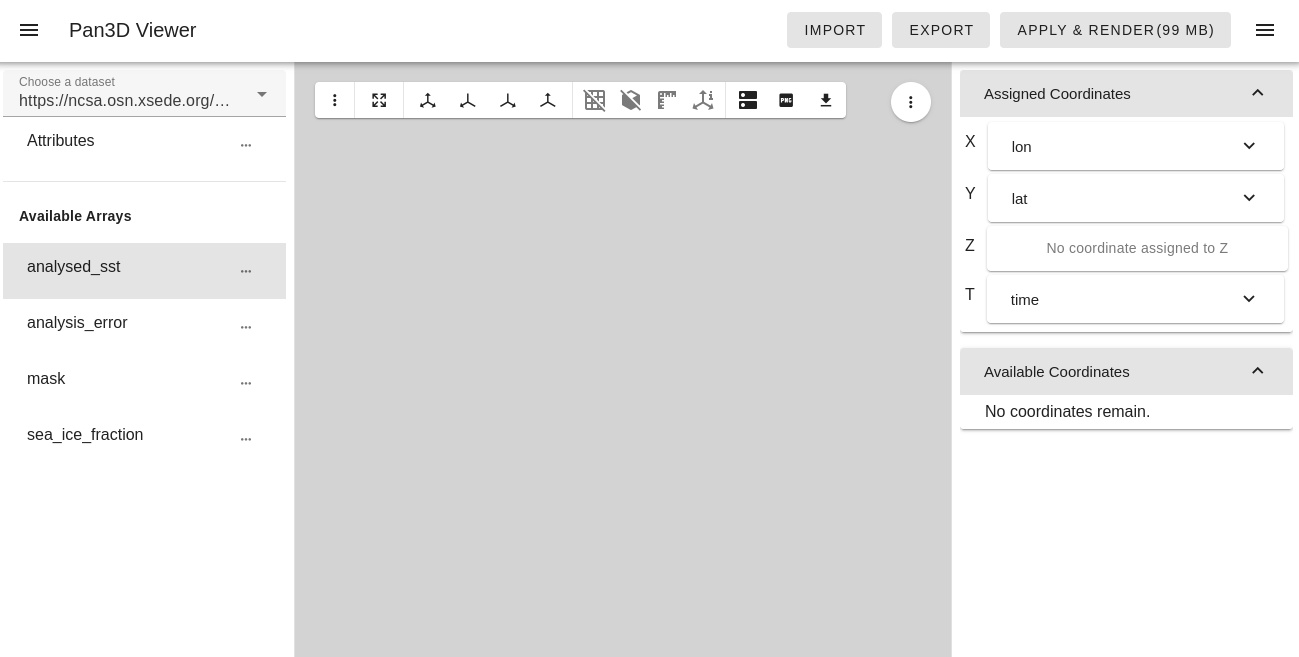 Pan3D Viewer
IMPORT
EXPORT
APPLY & RENDER(99 MB)
Choose a dataset
https://ncsa.osn.xsede.org/…
Attributes
Available Arrays
analysed_sst
analysis_error
mask
sea_ice_fraction
PNG
Assigned Coordinates
X
lon
Y
lat
Z
No coordinate assigned to Z
T
time
Available Coordinates
No coordinates remain.